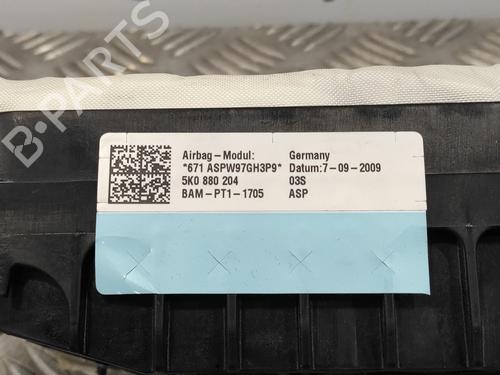 B-PARTS
Airbag-Modul: Germany
*671 ASPW97GH3P9* Datum:7-09-2009
5K0 880 204 03S
BAM-PT1-1705 ASP